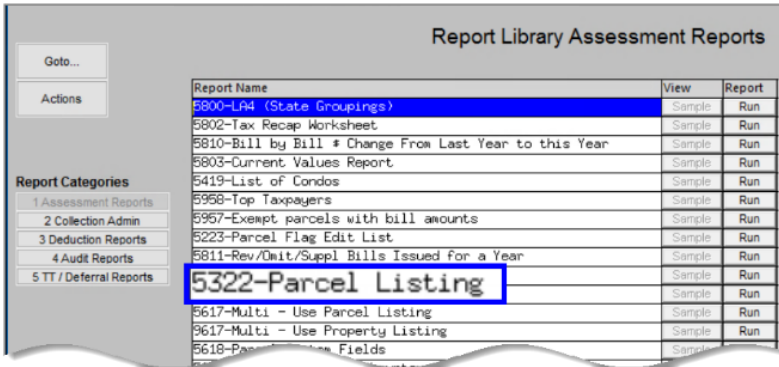 Report Library Assessment Reports
Goto...
Actions
Report Name View Report
5800-LA4 (State Groupings) Sample Run
5802-Tax Recap Worksheet Sample Run
5810-Bill by Bill $ Change From Last Year to this Year Sample Run
5803-Current Values Report Sample Run
5419-List of Condos Sample Run
5958-Top Taxpayers Sample Run
5957-Exempt parcels with bill amounts Sample Run
5223-Parcel Flag Edit List Sample Run
5811-Rev/Omit/Suppl Bills Issued for a Year Sample Run
5322-Parcel Listing Sample Run
Sample Run
5617-Multi - Use Parcel Listing Sample Run
9617-Multi - Use Property Listing Sample Run
5618- Fields Sample Run
Report Categories
1 Assessment Reports
2 Collection Admin
3 Deduction Reports
4 Audit Reports
5 TT / Deferral Reports